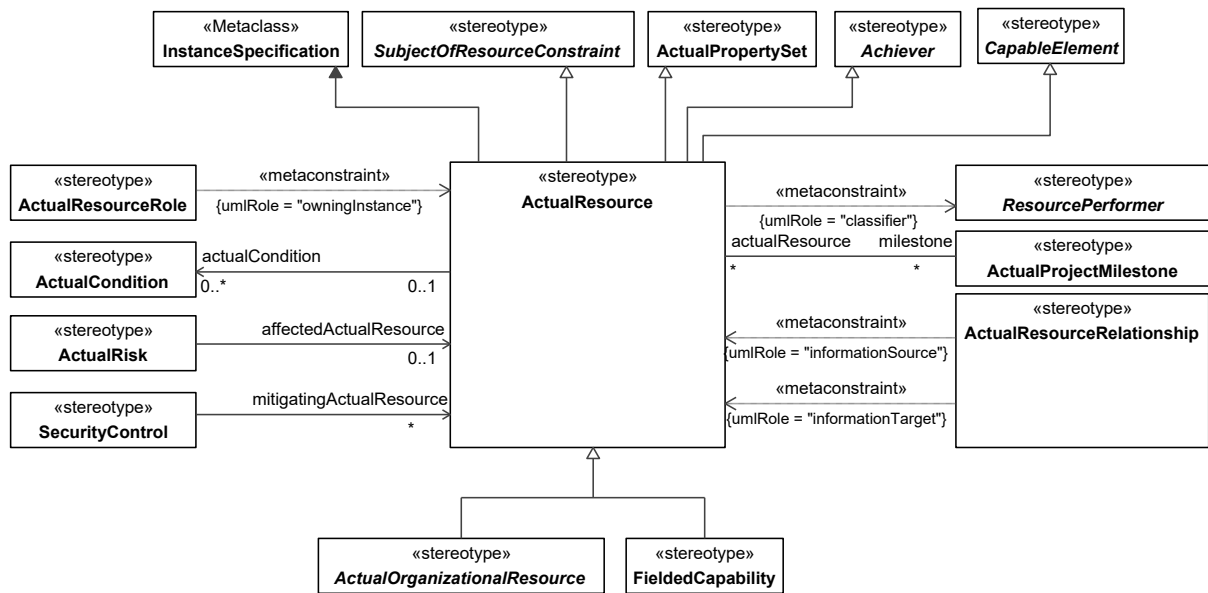 «Metaclass»
InstanceSpecification
«stereotype»
SubjectOfResourceConstraint
«stereotype»
ActualPropertySet
«stereotype»
Achiever
«stereotype»
CapableElement
«stereotype»
ActualResourceRole
«metaconstraint»
{umlRole = "owningInstance"}
«stereotype»
ActualResource
«metaconstraint»
{umlRole = "classifier"}
«stereotype»
ResourcePerformer
«stereotype»
ActualCondition
actualCondition
0..*
0..1
actualResource
milestone
*
*
«stereotype»
ActualProjectMilestone
«stereotype»
ActualRisk
affectedActualResource
0..1
«metaconstraint»
{umlRole = "informationSource"}
«stereotype»
ActualResourceRelationship
«stereotype»
SecurityControl
mitigatingActualResource
*
«metaconstraint»
{umlRole = "informationTarget"}
«stereotype»
ActualOrganizationalResource
«stereotype»
FieldedCapability